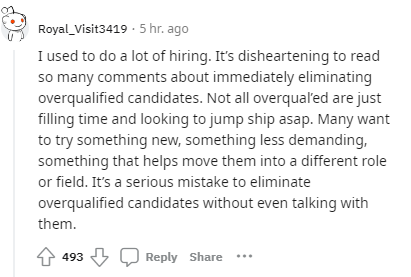 Royal_Visit3419 · 5 hr. ago
I used to do a lot of hiring. It's disheartening to read
so many comments about immediately eliminating
overqualified candidates. Not all overqual'ed are just
filling time and looking to jump ship asap. Many want
to try something new, something less demanding,
something that helps move them into a different role
or field. It's a serious mistake to eliminate
overqualified candidates without even talking with
them.
493 Reply Share ···